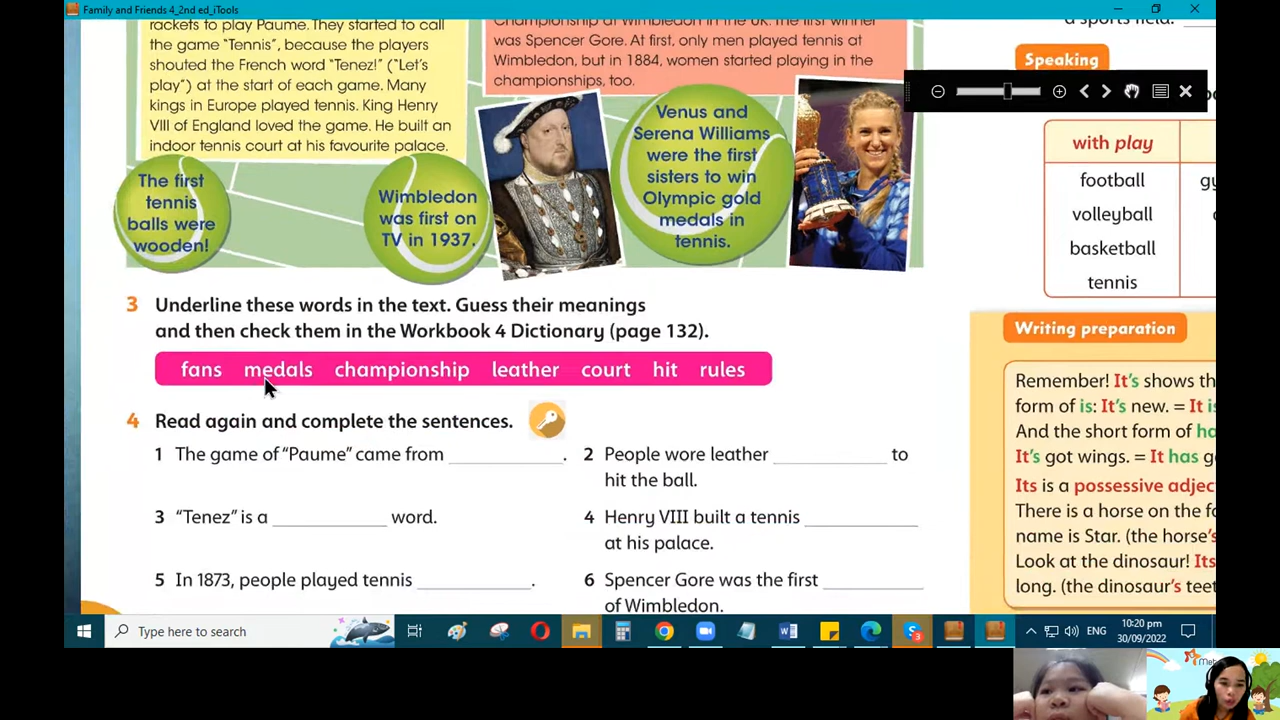 Family and Friends 4_2nd ed_iTools
rackets to play Paume. They started to call
the game "Tennis", because the players
shouted the French word "Tenez!" ("Let's
play") at the start of each game. Many
kings in Europe played tennis. King Henry
VIII of England loved the game. He built an
indoor tennis court at his favourite palace.
Championship at Wimbledon in the UK. The first winner
was Spencer Gore. At first, only men played tennis at
Wimbledon, but in 1884, women started playing in the
championships, too.
The first
tennis
balls were
wooden!
Wimbledon
was first on
TV in 1937.
Venus and
Serena Williams
were the first
sisters to win
Olympic gold
medals in
tennis.
3 Underline these words in the text. Guess their meanings
and then check them in the Workbook 4 Dictionary (page 132).
fans medals championship leather court hit rules
4 Read again and complete the sentences.
1 The game of "Paume" came from ___________.
2 People wore leather ___________ to
hit the ball.
3 "Tenez" is a ___________ word.
4 Henry VIII built a tennis ___________
at his palace.
5 In 1873, people played tennis ___________.
6 Spencer Gore was the first ___________
of Wimbledon.
a sports field.
Speaking
with play
football
volleyball
basketball
tennis
Writing preparation
Remember! It's shows th
form of is: It's new. = It is
And the short form of ha
It's got wings. = It has g
Its is a possessive adjec
There is a horse on the fa
name is Star. (the horse's
Look at the dinosaur! Its
long. (the dinosaur's teet
Type here to search
ENG
10:20 pm
30/09/2022